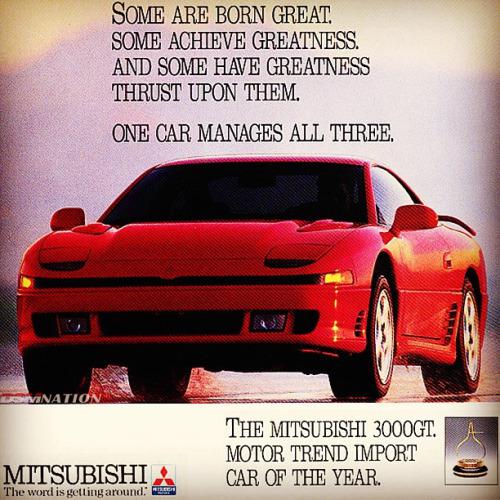 SOME ARE BORN GREAT.
SOME ACHIEVE GREATNESS.
AND SOME HAVE GREATNESS
THRUST UPON THEM.
ONE CAR MANAGES ALL THREE.
DSMNATION
THE MITSUBISHI 3000GT.
MOTOR TREND IMPORT
CAR OF THE YEAR.
MITSUBISHI
The word is getting around.